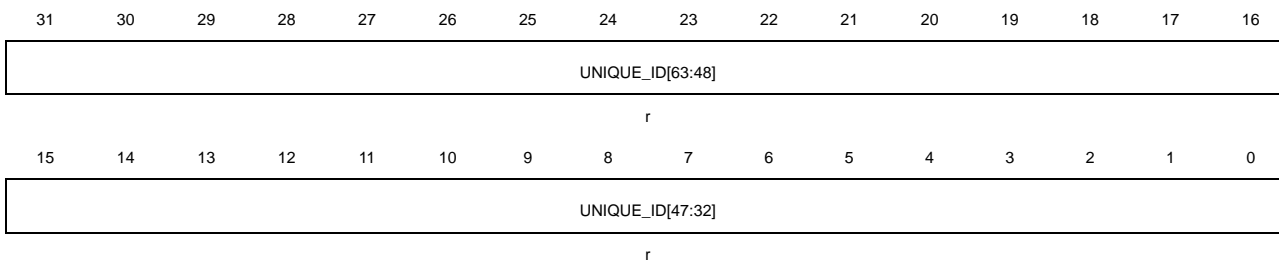 31 30 29 28 27 26 25 24 23 22 21 20 19 18 17 16
UNIQUE_ID[63:48]
r
15 14 13 12 11 10 9 8 7 6 5 4 3 2 1 0
UNIQUE_ID[47:32]
r